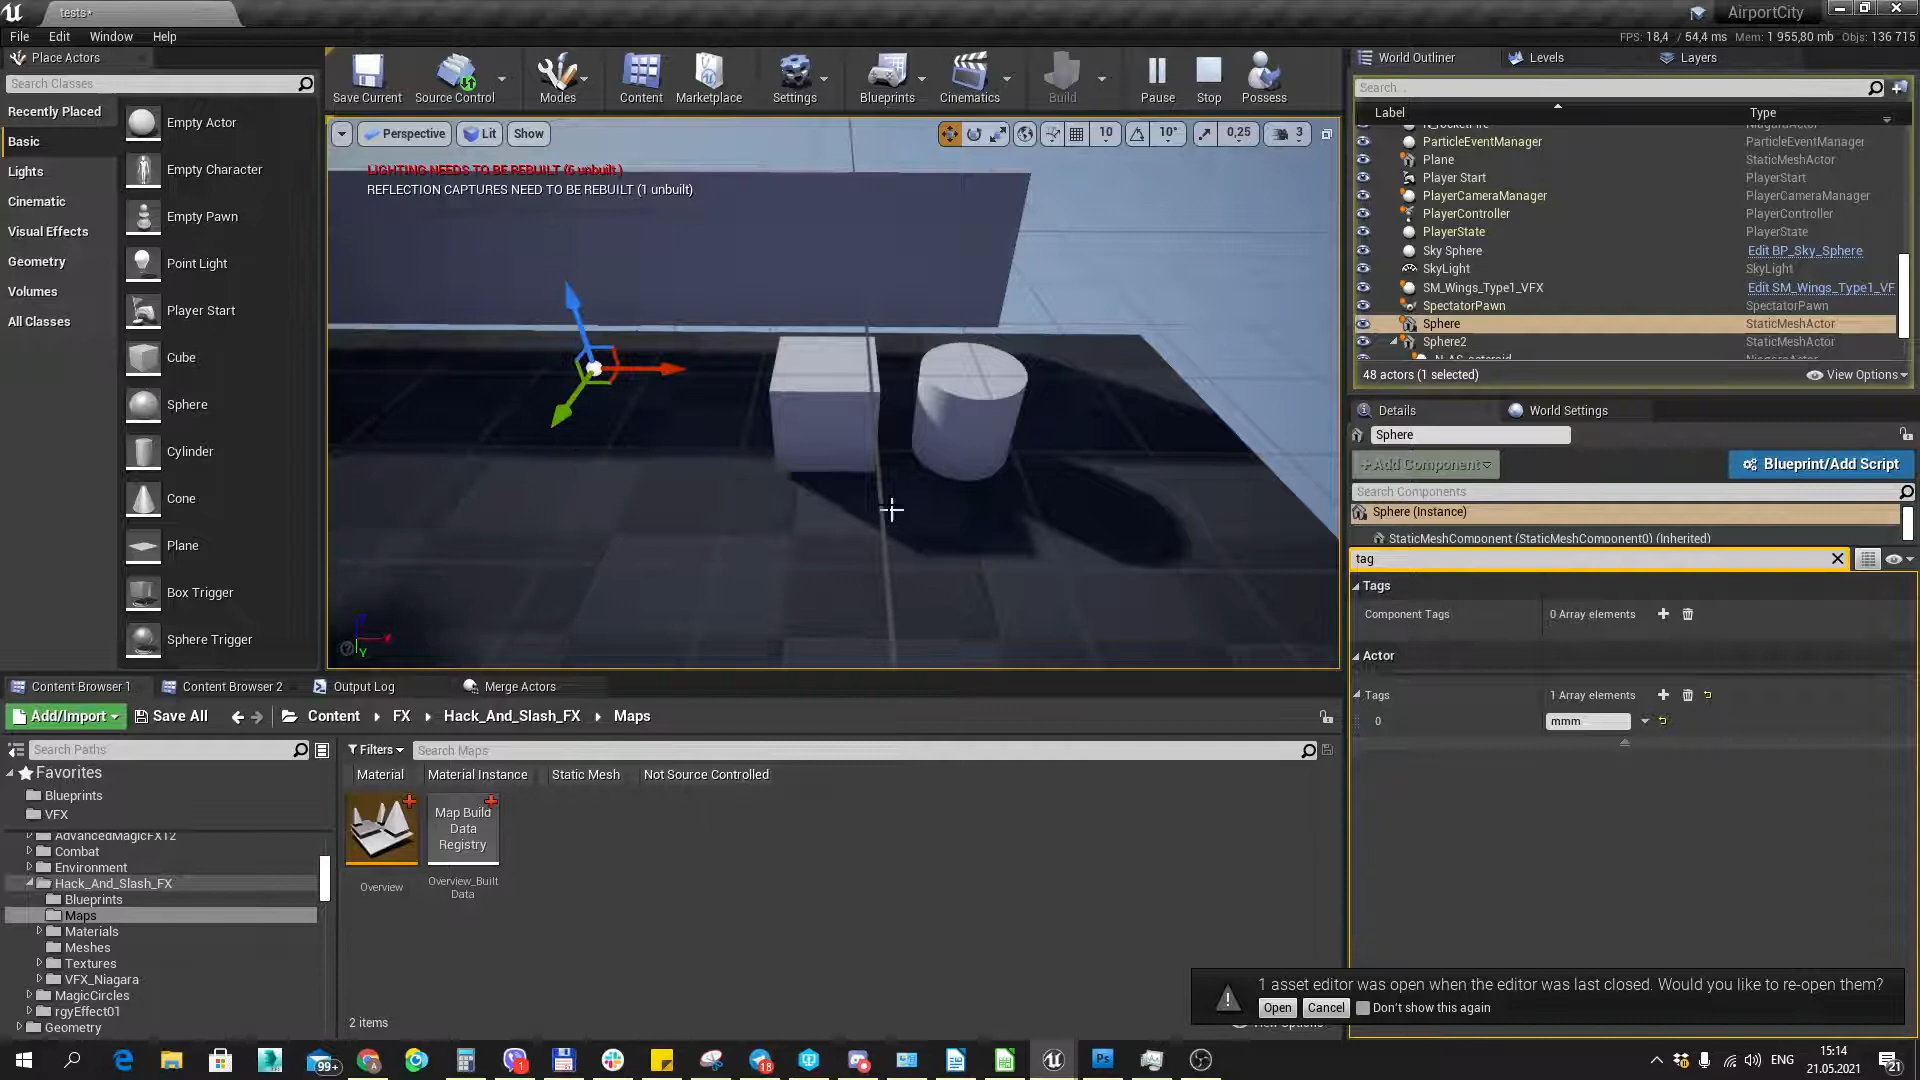 tests*
AirportCity
File Edit Window Help
FPS: 18,4 / 54,4 ms Mem: 1 955,80 mb Objs: 136 715
Place Actors
Search Classes
Recently Placed
Basic
Lights
Cinematic
Visual Effects
Geometry
Volumes
All Classes
Empty Actor
Empty Character
Empty Pawn
Point Light
Player Start
Cube
Sphere
Cylinder
Cone
Plane
Box Trigger
Sphere Trigger
Save Current Source Control Modes Content Marketplace Settings Blueprints Cinematics Build Pause Stop Possess
Perspective Lit Show 10 10° 0,25 3
LIGHTING NEEDS TO BE REBUILT (6 unbuilt)
REFLECTION CAPTURES NEED TO BE REBUILT (1 unbuilt)
World Outliner Levels Layers
Search...
Label Type
ParticleEventManager ParticleEventManager
Plane StaticMeshActor
Player Start PlayerStart
PlayerCameraManager PlayerCameraManager
PlayerController PlayerController
PlayerState PlayerState
Sky Sphere Edit BP_Sky_Sphere
SkyLight SkyLight
SM_Wings_Type1_VFX Edit SM_Wings_Type1_VF
SpectatorPawn SpectatorPawn
Sphere StaticMeshActor
Sphere2 StaticMeshActor
48 actors (1 selected) View Options
Details World Settings
Sphere
Add Component Blueprint/Add Script
Search Components
Sphere (Instance)
StaticMeshComponent (StaticMeshComponent0) (Inherited)
tag
Tags
Component Tags 0 Array elements
Actor
Tags 1 Array elements
0 mmm
Content Browser 1 Content Browser 2 Output Log Merge Actors
Add/Import Save All Content FX Hack_And_Slash_FX Maps
Search Paths
Filters Search Maps
Material Material Instance Static Mesh Not Source Controlled
Favorites
Blueprints
VFX
AdvancedMagicFX12
Combat
Environment
Hack_And_Slash_FX
Blueprints
Maps
Materials
Meshes
Textures
VFX_Niagara
MagicCircles
rgyEffect01
Geometry
Map Build
Data
Registry
Overview
Overview_Built
Data
2 items
1 asset editor was open when the editor was last closed. Would you like to re-open them?
Open Cancel Don't show this again
99+ 1 18
ENG
15:14
21.05.2021
21